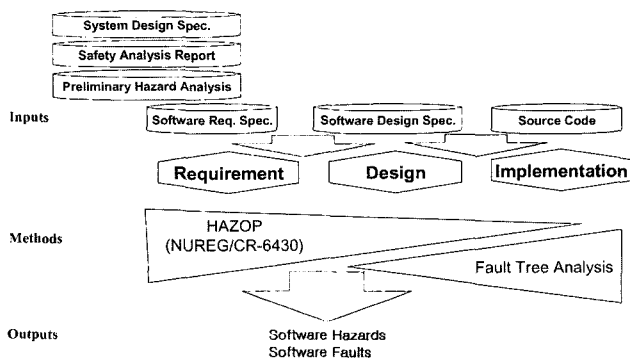 System Design Spec.
Safety Analysis Report
Preliminary Hazard Analysis
Inputs
Software Req. Spec.
Software Design Spec.
Source Code
Requirement
Design
Implementation
Methods
HAZOP
(NUREG/CR-6430)
Fault Tree Analysis
Outputs
Software Hazards
Software Faults